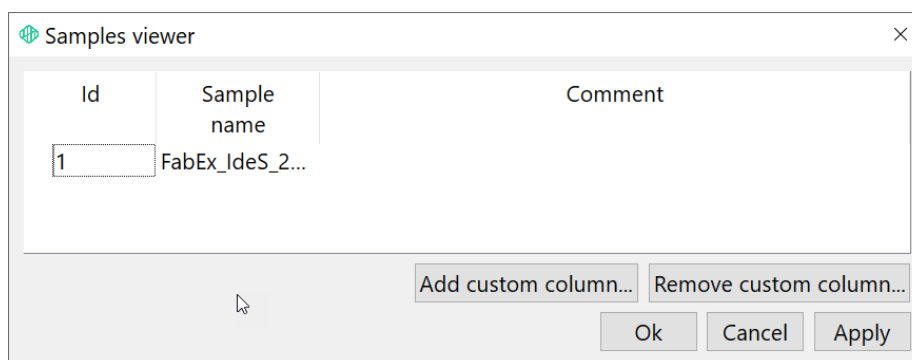 Samples viewer
Id
Sample
name
Comment
1
FabEx_IdeS_2...
Add custom column...
Remove custom column...
Ok
Cancel
Apply